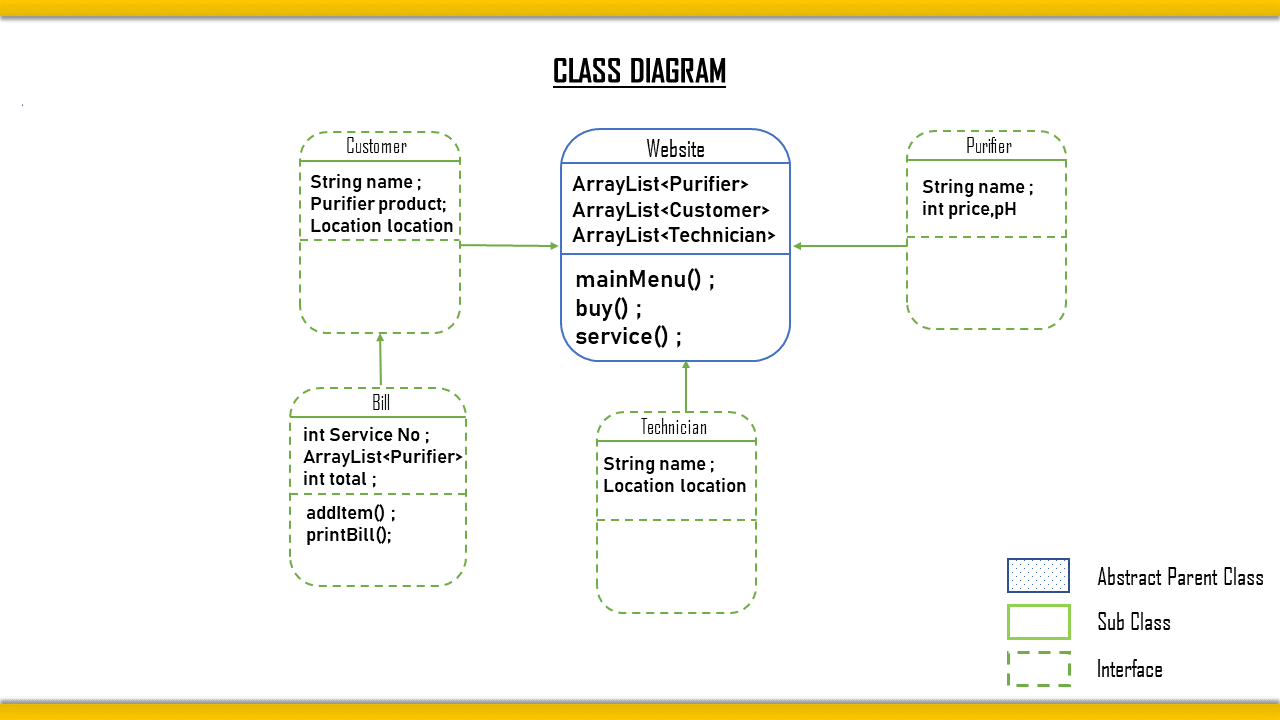 CLASS DIAGRAM
Customer
String name ;
Purifier product;
Location location
Website
ArrayList<Purifier>
ArrayList<Customer>
ArrayList<Technician>
mainMenu() ;
buy() ;
service() ;
Purifier
String name ;
int price,pH
Bill
int Service No ;
ArrayList<Purifier>
int total ;
addItem() ;
printBill();
Technician
String name ;
Location location
Abstract Parent Class
Sub Class
Interface